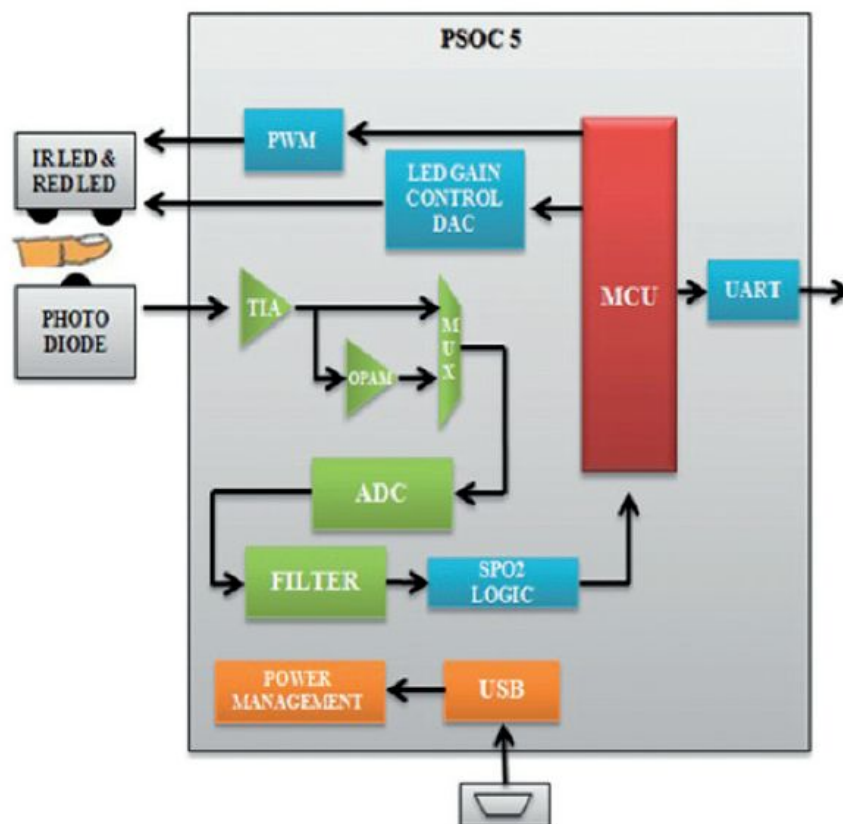 PSOC 5
PWM
IR LED &
RED LED
LED GAIN
CONTROL
DAC
MCU
UART
TIA
M
U
X
PHOTO
DIODE
OPAM
ADC
FILTER
SPO2
LOGIC
POWER
MANAGEMENT
USB